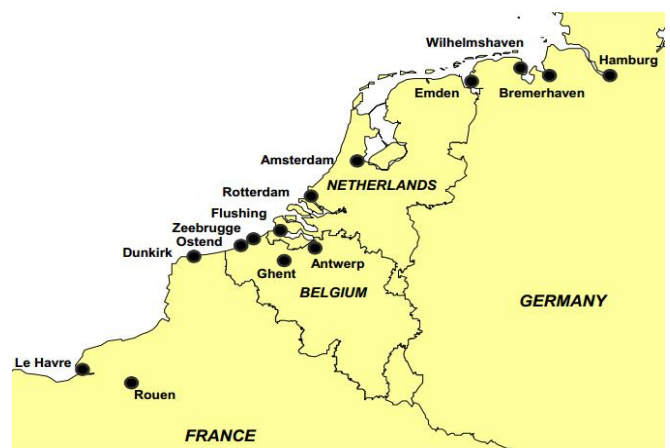 Wilhelmshaven
Hamburg
Emden
Bremerhaven
Amsterdam
NETHERLANDS
Rotterdam
Flushing
Zeebrugge
Ostend
Dunkirk
Ghent
Antwerp
BELGIUM
GERMANY
Le Havre
Rouen
FRANCE